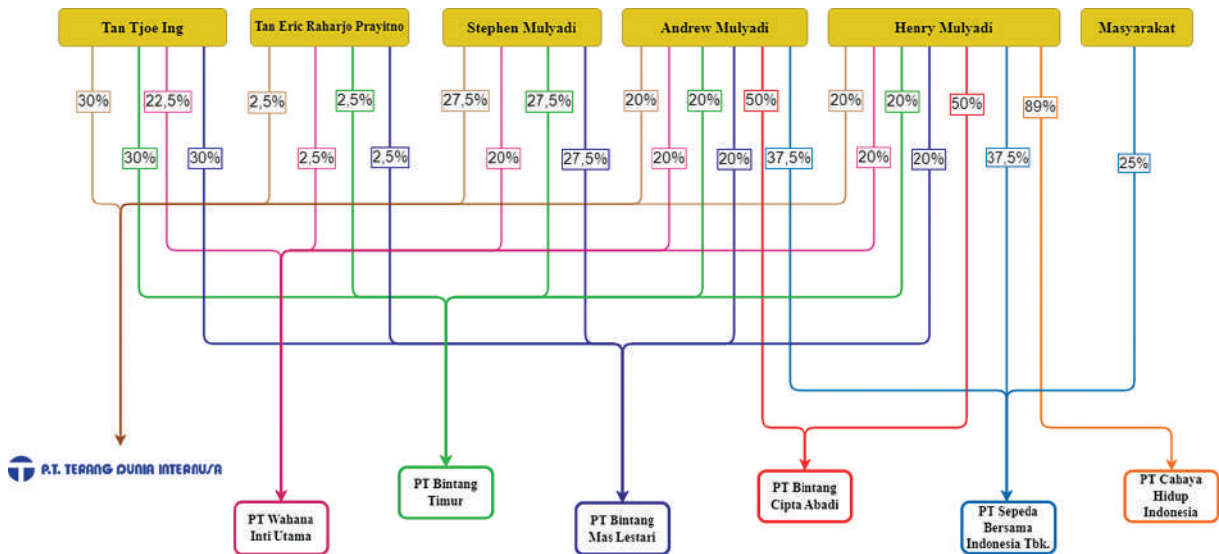 Tan Tjoe Ing
Tan Eric Raharjo Prayitno
Stephen Mulyadi
Andrew Mulyadi
Henry Mulyadi
Masyarakat
30%
22,5%
2,5%
2,5%
27,5%
27,5%
20%
20%
50%
20%
20%
50%
89%
30%
30%
2,5%
2,5%
20%
27,5%
20%
20%
37,5%
20%
20%
37,5%
25%
P.T. TERANG DUNIA INTERNUSA
PT Wahana
Inti Utama
PT Bintang
Timur
PT Bintang
Mas Lestari
PT Bintang
Cipta Abadi
PT Sepeda
Bersama
Indonesia Tbk.
PT Cahaya
Hidup
Indonesia